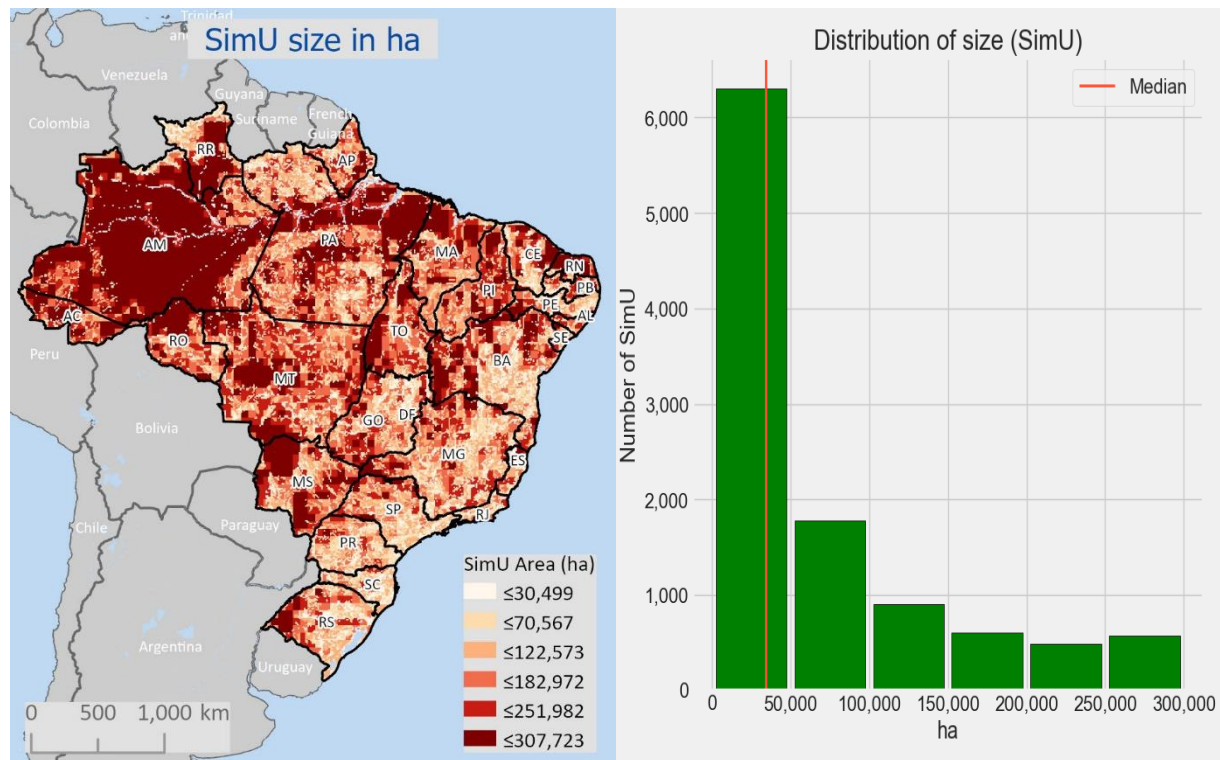 Trinidad
an
SimU size in ha
Venezuela
Guyana
Suriname
French
Guiana
Colombia
RR
AP
AM
PA
MA
CE
RN
PB
PI
PE
AL
AC
TO
SE
RO
BA
Peru
MT
GO
DF
Bolivia
MG
ES
MS
SP
RJ
Chile
Paraguay
PR
SC
RS
Argentina
Uruguay
SimU Area (ha)
≤30,499
≤70,567
≤122,573
≤182,972
≤251,982
≤307,723
0 500 1,000 km
Distribution of size (SimU)
Median
Number of SimU
6,000
5,000
4,000
3,000
2,000
1,000
0
0 50,000 100,000 150,000 200,000 250,000 300,000
ha